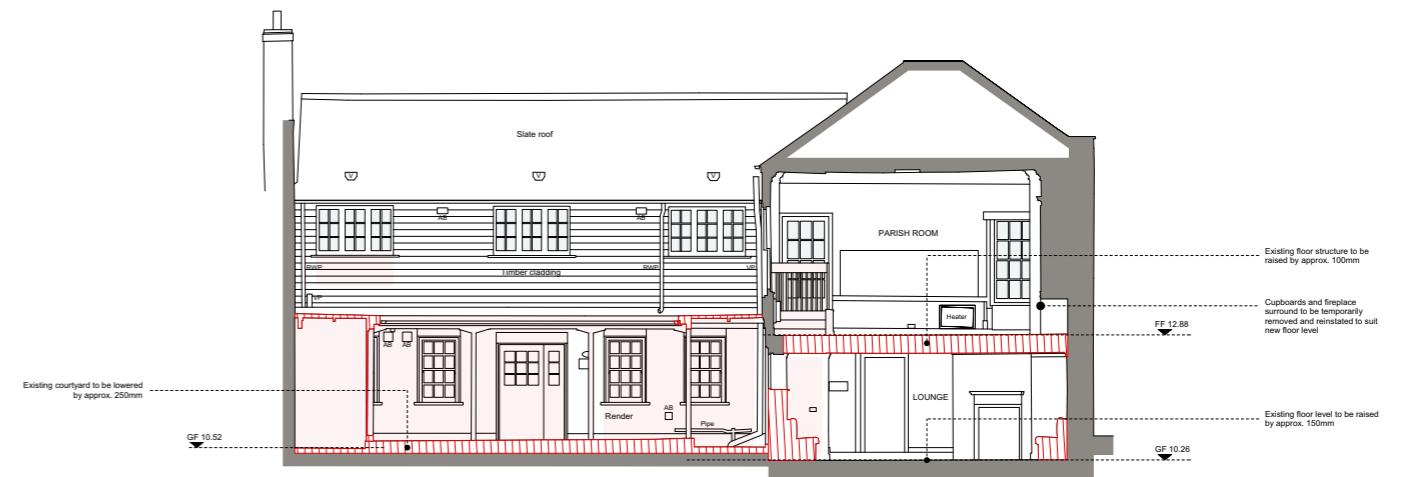 Slate roof
V
V
V
AB
AB
PARISH ROOM
Existing floor structure to be
raised by approx. 100mm
RWP
Timber cladding
RWP
VP
VP
Cupboards and fireplace
surround to be temporarily
removed and reinstated to suit
new floor level
Heater
FF 12.88
AB
AB
Existing courtyard to be lowered
by approx. 250mm
LOUNGE
AB
Render
Pipe
Existing floor level to be raised
by approx. 150mm
GF 10.52
GF 10.26